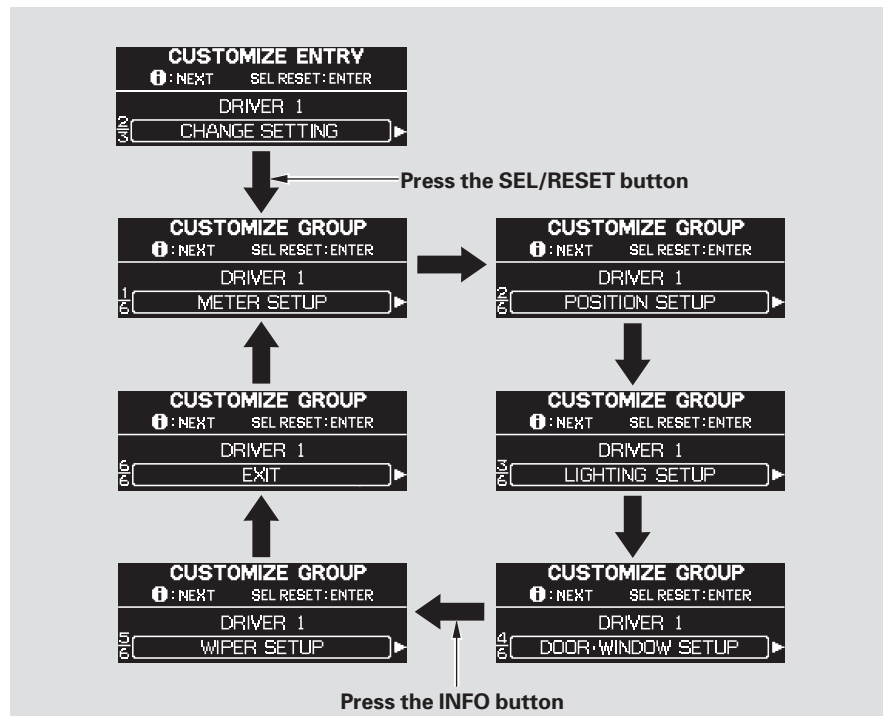 CUSTOMIZE ENTRY
i : NEXT SEL RESET : ENTER
DRIVER 1
2/3 CHANGE SETTING
Press the SEL/RESET button
CUSTOMIZE GROUP
i : NEXT SEL RESET : ENTER
DRIVER 1
1/6 METER SETUP
CUSTOMIZE GROUP
i : NEXT SEL RESET : ENTER
DRIVER 1
2/6 POSITION SETUP
CUSTOMIZE GROUP
i : NEXT SEL RESET : ENTER
DRIVER 1
6/6 EXIT
CUSTOMIZE GROUP
i : NEXT SEL RESET : ENTER
DRIVER 1
3/6 LIGHTING SETUP
CUSTOMIZE GROUP
i : NEXT SEL RESET : ENTER
DRIVER 1
5/6 WIPER SETUP
CUSTOMIZE GROUP
i : NEXT SEL RESET : ENTER
DRIVER 1
4/6 DOOR·WINDOW SETUP
Press the INFO button